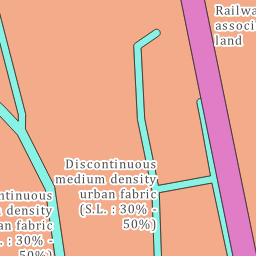 Railwa
associ
land
Discontinuous
medium density
urban fabric
(S.L. : 30% -
50%)
ntinuous
density
an fabric
. : 30% -
50%)